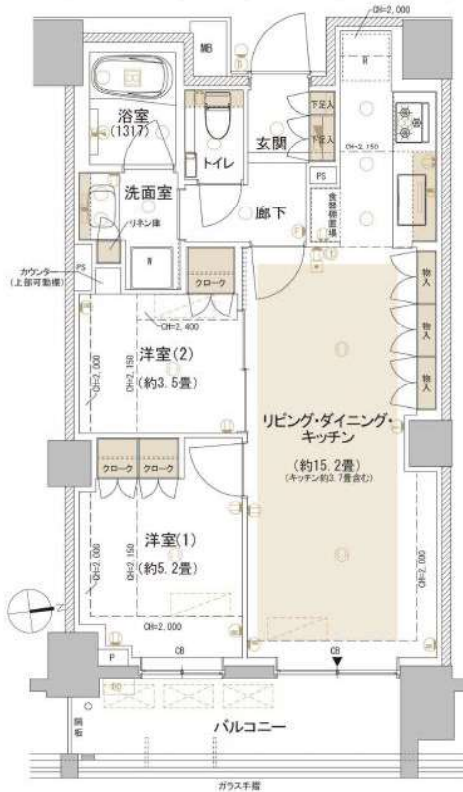 CH=2,000
MB
R
浴室
(1317)
トイレ
玄関
下足入
下足入
CH=2,150
洗面室
リネン庫
PS
食器棚置場
廊下
カウンター
(上部可動棚)
PS
W
クローク
物入
物入
物入
CH=2,400
洋室(2)
(約3.5畳)
CH=2,000
CH=2,150
リビング・ダイニング・
キッチン
(約15.2畳)
(キッチン約3.7畳含む)
クローク
クローク
洋室(1)
(約5.2畳)
CH=2,000
CH=2,150
CH=2,000
CH=2,000
N
P
CB
CB
隔板
バルコニー
ガラス手摺